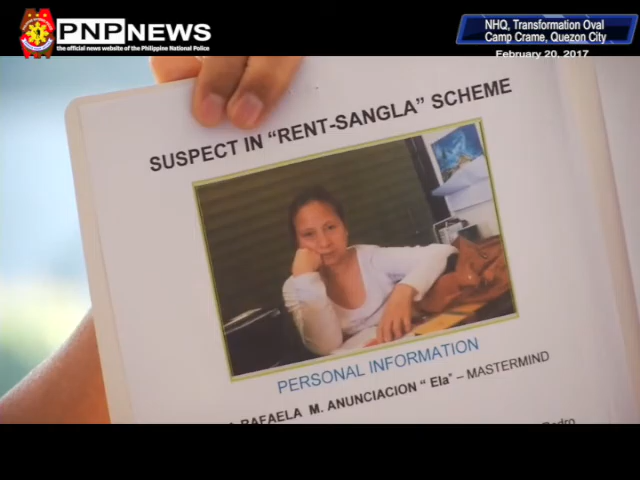 PNPNEWS
the official news website of the Philippine National Police
NHQ, Transformation Oval
Camp Crame, Quezon City
February 20, 2017
SUSPECT IN “RENT-SANGLA” SCHEME
PERSONAL INFORMATION
RAFAELA M. ANUNCIACION “ Ela” – MASTERMIND